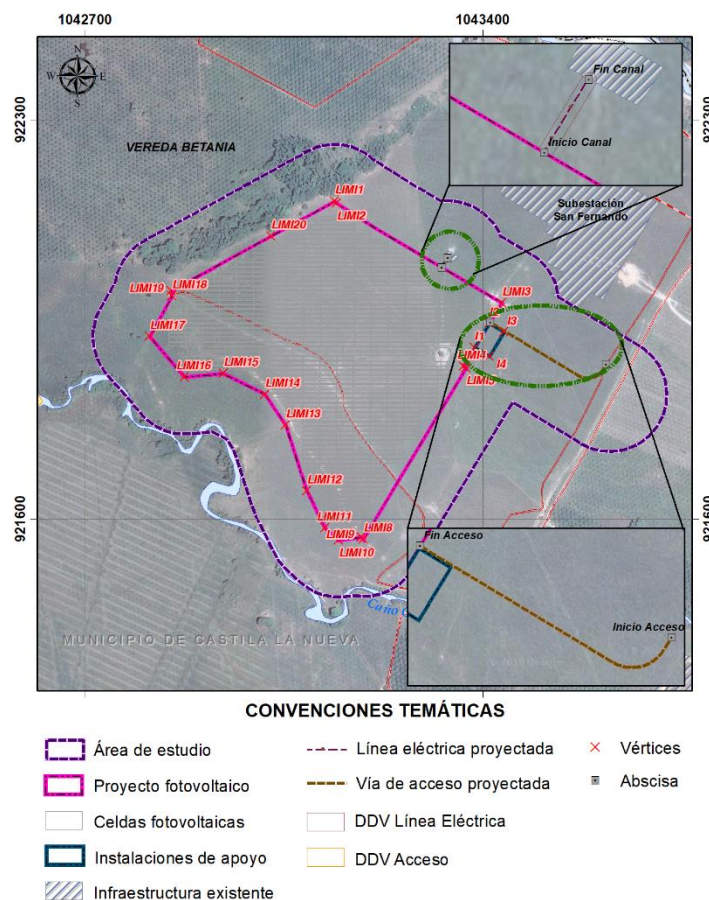 1042700
1043400
922300
922300
921600
921600
N
W
E
S
VEREDA BETANIA
Fin Canal
Inicio Canal
Subestación
San Fernando
LIMI1
LIMI2
LIMI20
LIMI3
LIMI19
LIMI18
I3
I1
LIMI17
I4
LIMI4
LIMI16
LIMI15
LIMI14
LIMI13
LIMI12
LIMI11
LIMI9
LIMI8
LIMI10
Fin Acceso
Inicio Acceso
Caño
MUNICIPIO DE CASTILA LA NUEVA
CONVENCIONES TEMÁTICAS
Área de estudio
Línea eléctrica proyectada
Vértices
Proyecto fotovoltaico
Vía de acceso proyectada
Abscisa
Celdas fotovoltaicas
DDV Línea Eléctrica
Instalaciones de apoyo
DDV Acceso
Infraestructura existente